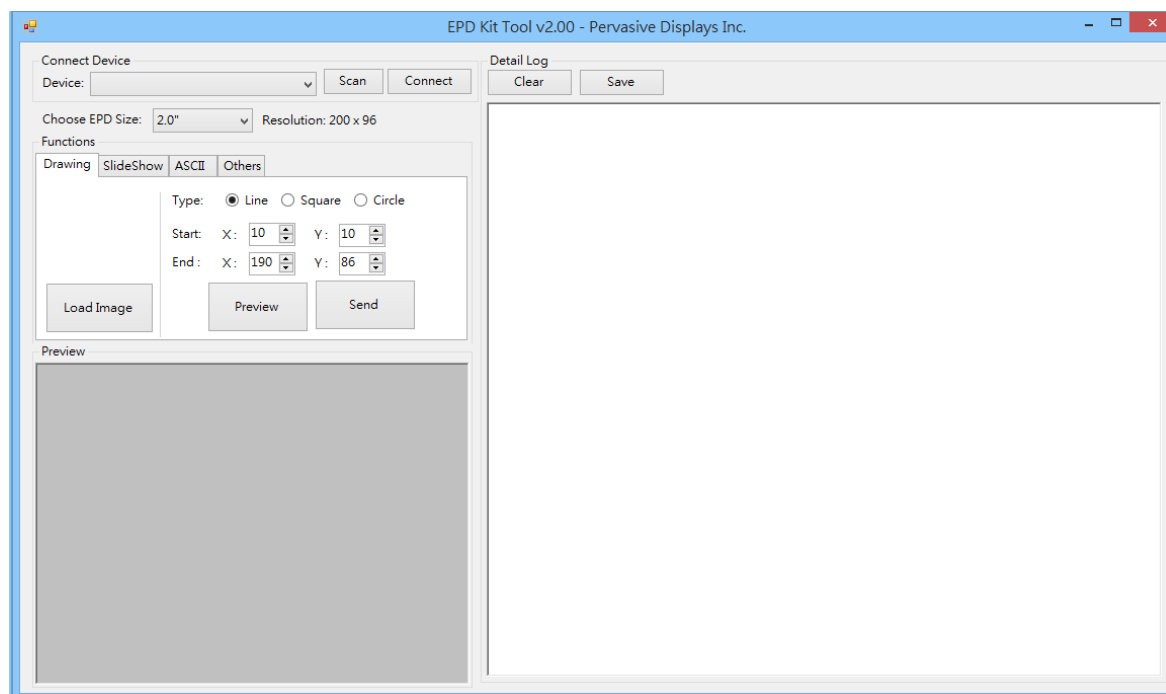 EPD Kit Tool v2.00 - Pervasive Displays Inc.
Connect Device
Device: Scan Connect
Choose EPD Size: 2.0" Resolution: 200 x 96
Functions
Drawing SlideShow ASCII Others
Type: Line Square Circle
Start: X: 10 Y: 10
End : X: 190 Y: 86
Load Image Preview Send
Preview
Detail Log
Clear Save